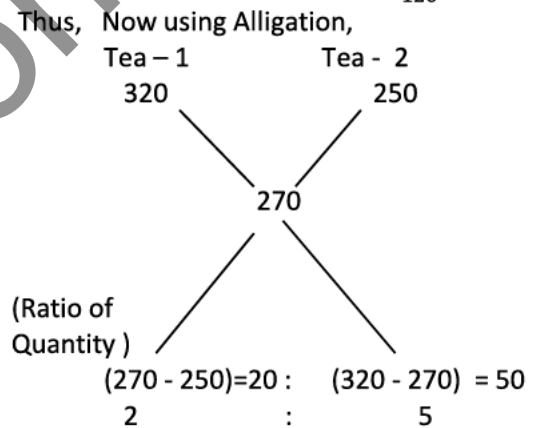 Thus, Now using Alligation,
Tea – 1 Tea - 2
320 250
270
(Ratio of
Quantity )
(270 - 250)=20 : (320 - 270) = 50
2 : 5